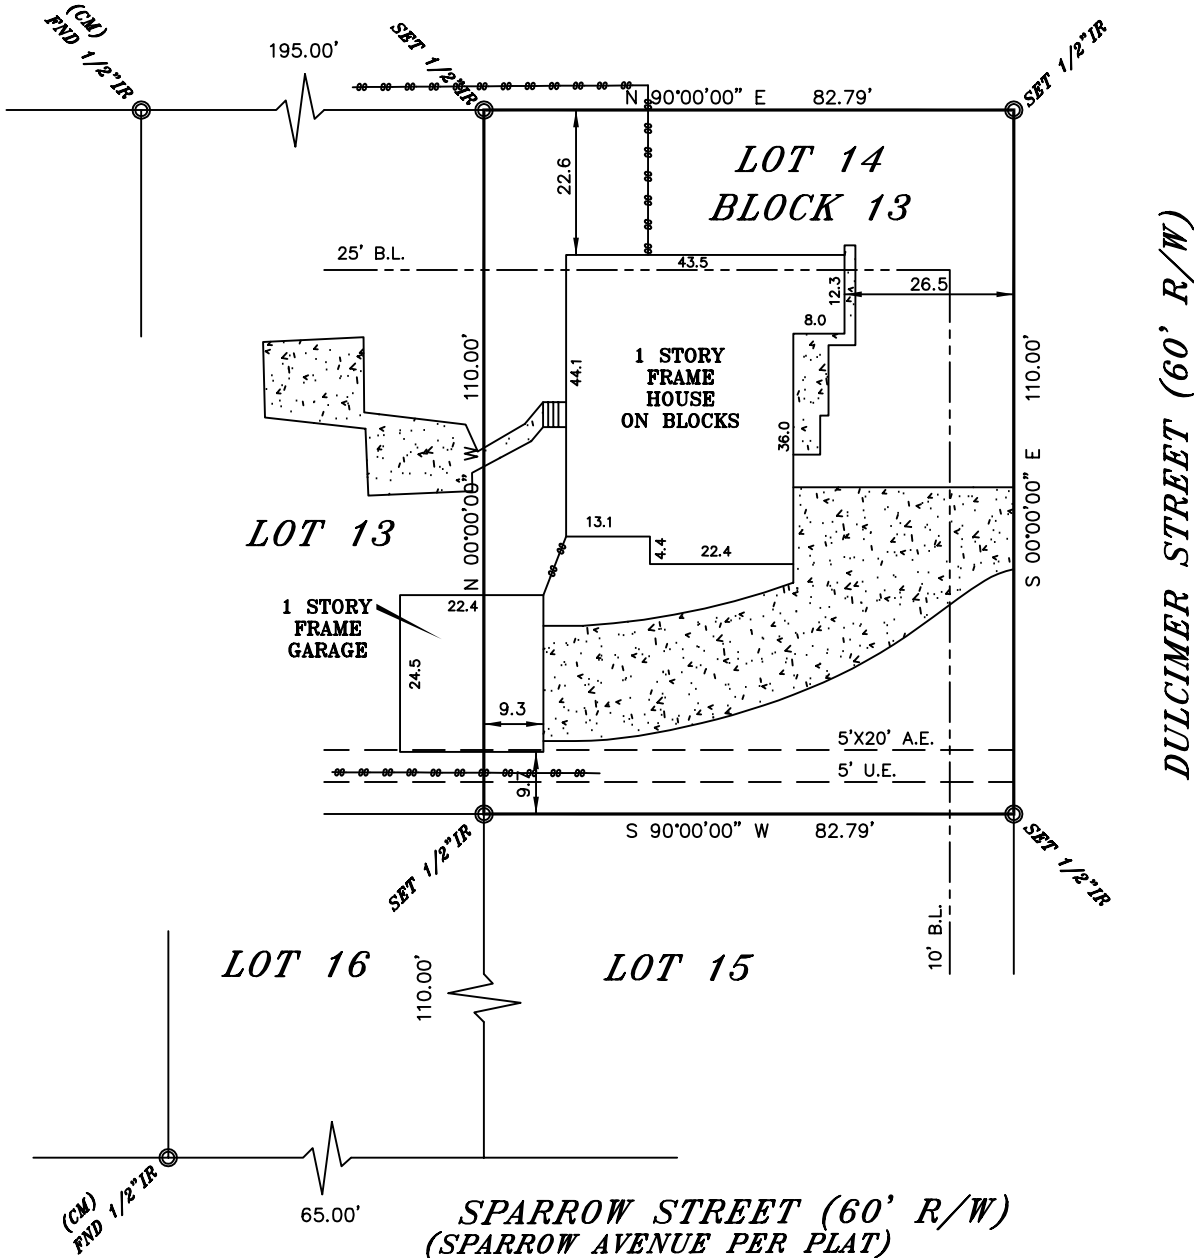 (CM)
FND 1/2"IR
195.00'
SET 1/2"IR
N 90°00'00" E 82.79'
SET 1/2"IR
LOT 14
BLOCK 13
22.6
25' B.L.
43.5
12.3
26.5
8.0
110.00'
N 00°00'00" W
44.1
1 STORY
FRAME
HOUSE
ON BLOCKS
36.0
110.00'
S 00°00'00" E
DULCIMER STREET (60' R/W)
LOT 13
13.1
4.4
22.4
22.4
1 STORY
FRAME
GARAGE
24.5
9.3
5'X20' A.E.
5' U.E.
9.7
S 90°00'00" W 82.79'
SET 1/2"IR
SET 1/2"IR
10' B.L.
LOT 16
110.00'
LOT 15
(CM)
FND 1/2"IR
65.00'
SPARROW STREET (60' R/W)
(SPARROW AVENUE PER PLAT)